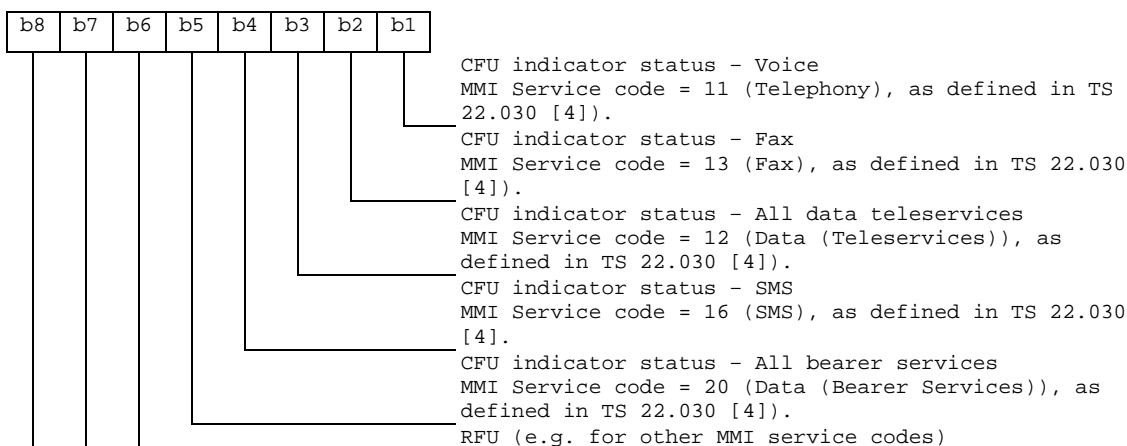 b8 b7 b6 b5 b4 b3 b2 b1
CFU indicator status – Voice
MMI Service code = 11 (Telephony), as defined in TS
22.030 [4]).
CFU indicator status – Fax
MMI Service code = 13 (Fax), as defined in TS 22.030
[4]).
CFU indicator status – All data teleservices
MMI Service code = 12 (Data (Teleservices)), as
defined in TS 22.030 [4]).
CFU indicator status – SMS
MMI Service code = 16 (SMS), as defined in TS 22.030
[4].
CFU indicator status – All bearer services
MMI Service code = 20 (Data (Bearer Services)), as
defined in TS 22.030 [4]).
RFU (e.g. for other MMI service codes)